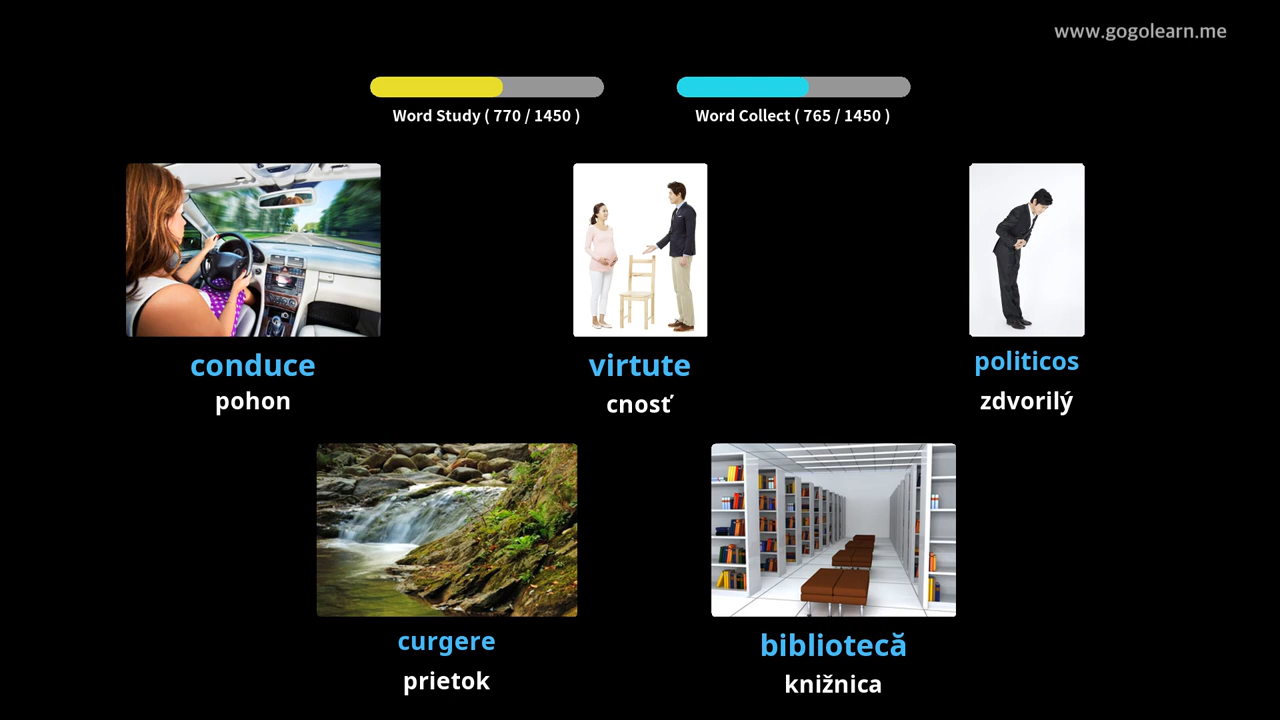 www.gogolearn.me
Word Study ( 770 / 1450 )
Word Collect ( 765 / 1450 )
conduce
pohon
virtute
cnosť
politicos
zdvorilý
curgere
prietok
bibliotecă
knižnica